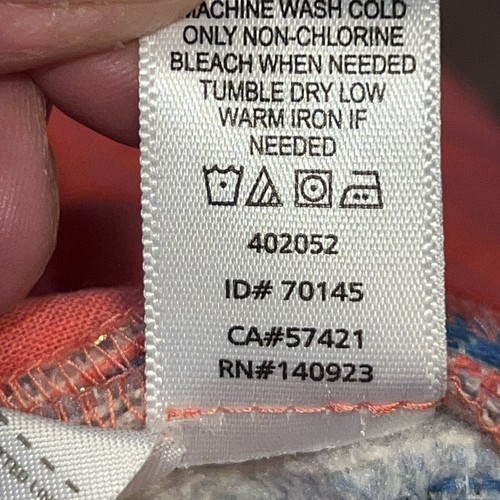 MACHINE WASH COLD
ONLY NON-CHLORINE
BLEACH WHEN NEEDED
TUMBLE DRY LOW
WARM IRON IF
NEEDED
402052
ID# 70145
CA#57421
RN#140923